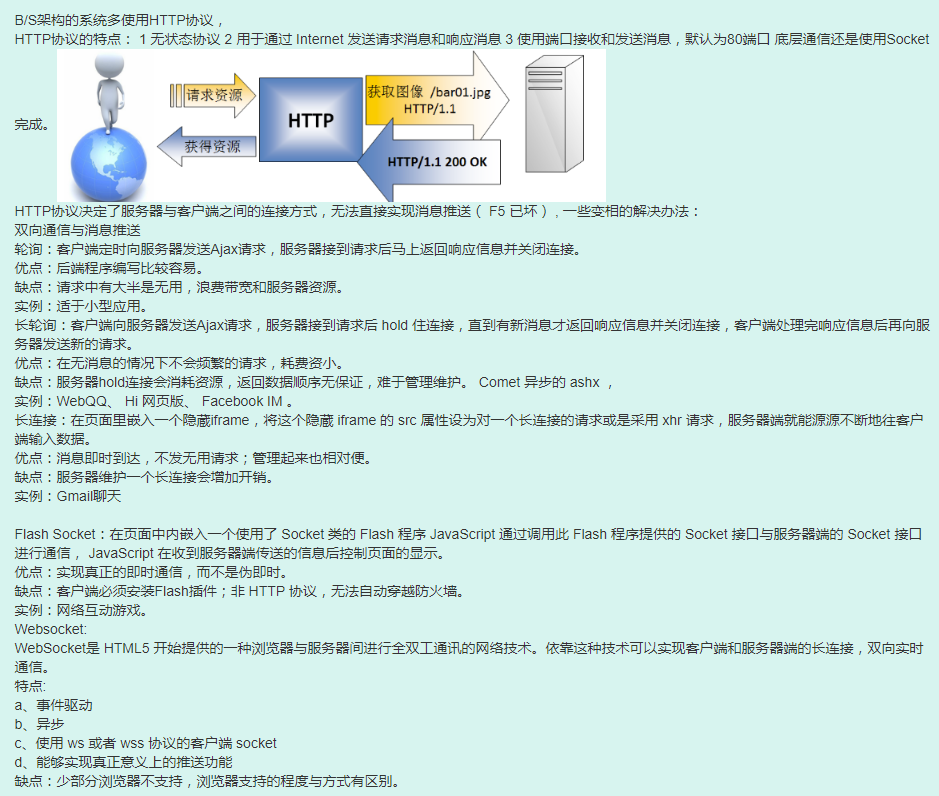 B/S架构的系统多使用HTTP协议，
HTTP协议的特点： 1 无状态协议 2 用于通过 Internet 发送请求消息和响应消息 3 使用端口接收和发送消息，默认为80端口 底层通信还是使用Socket
请求资源
获取图像 /bar01.jpg
HTTP/1.1
HTTP
获得资源
HTTP/1.1 200 OK
完成。
HTTP协议决定了服务器与客户端之间的连接方式，无法直接实现消息推送（ F5 已坏） , 一些变相的解决办法：
双向通信与消息推送
轮询：客户端定时向服务器发送Ajax请求，服务器接到请求后马上返回响应信息并关闭连接。
优点：后端程序编写比较容易。
缺点：请求中有大半是无用，浪费带宽和服务器资源。
实例：适于小型应用。
长轮询：客户端向服务器发送Ajax请求，服务器接到请求后 hold 住连接，直到有新消息才返回响应信息并关闭连接，客户端处理完响应信息后再向服
务器发送新的请求。
优点：在无消息的情况下不会频繁的请求，耗费资小。
缺点：服务器hold连接会消耗资源，返回数据顺序无保证，难于管理维护。 Comet 异步的 ashx ，
实例：WebQQ、 Hi 网页版、 Facebook IM 。
长连接：在页面里嵌入一个隐蔵iframe，将这个隐蔵 iframe 的 src 属性设为对一个长连接的请求或是采用 xhr 请求，服务器端就能源源不断地往客户
端输入数据。
优点：消息即时到达，不发无用请求；管理起来也相对便。
缺点：服务器维护一个长连接会增加开销。
实例：Gmail聊天
Flash Socket：在页面中内嵌入一个使用了 Socket 类的 Flash 程序 JavaScript 通过调用此 Flash 程序提供的 Socket 接口与服务器端的 Socket 接口
进行通信， JavaScript 在收到服务器端传送的信息后控制页面的显示。
优点：实现真正的即时通信，而不是伪即时。
缺点：客户端必须安装Flash插件；非 HTTP 协议，无法自动穿越防火墙。
实例：网络互动游戏。
Websocket:
WebSocket是 HTML5 开始提供的一种浏览器与服务器间进行全双工通讯的网络技术。依靠这种技术可以实现客户端和服务器端的长连接，双向实时
通信。
特点:
a、事件驱动
b、异步
c、使用 ws 或者 wss 协议的客户端 socket
d、能够实现真正意义上的推送功能
缺点：少部分浏览器不支持，浏览器支持的程度与方式有区别。